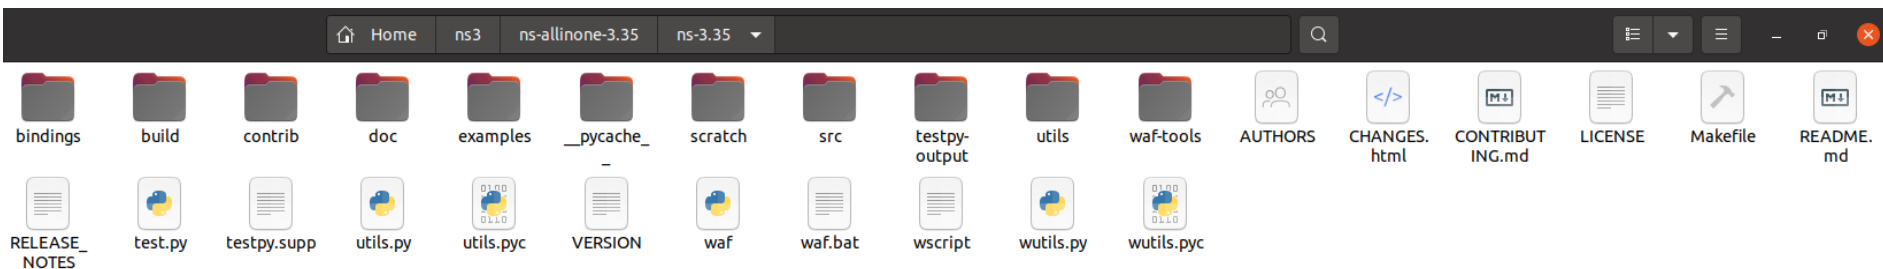 Home ns3 ns-allinone-3.35 ns-3.35
bindings build contrib doc examples __pycache_ scratch src testpy- utils waf-tools AUTHORS CHANGES. CONTRIBUT LICENSE Makefile README.
_ output html ING.md md
RELEASE_ test.py testpy.supp utils.py utils.pyc VERSION waf waf.bat wscript wutils.py wutils.pyc
NOTES